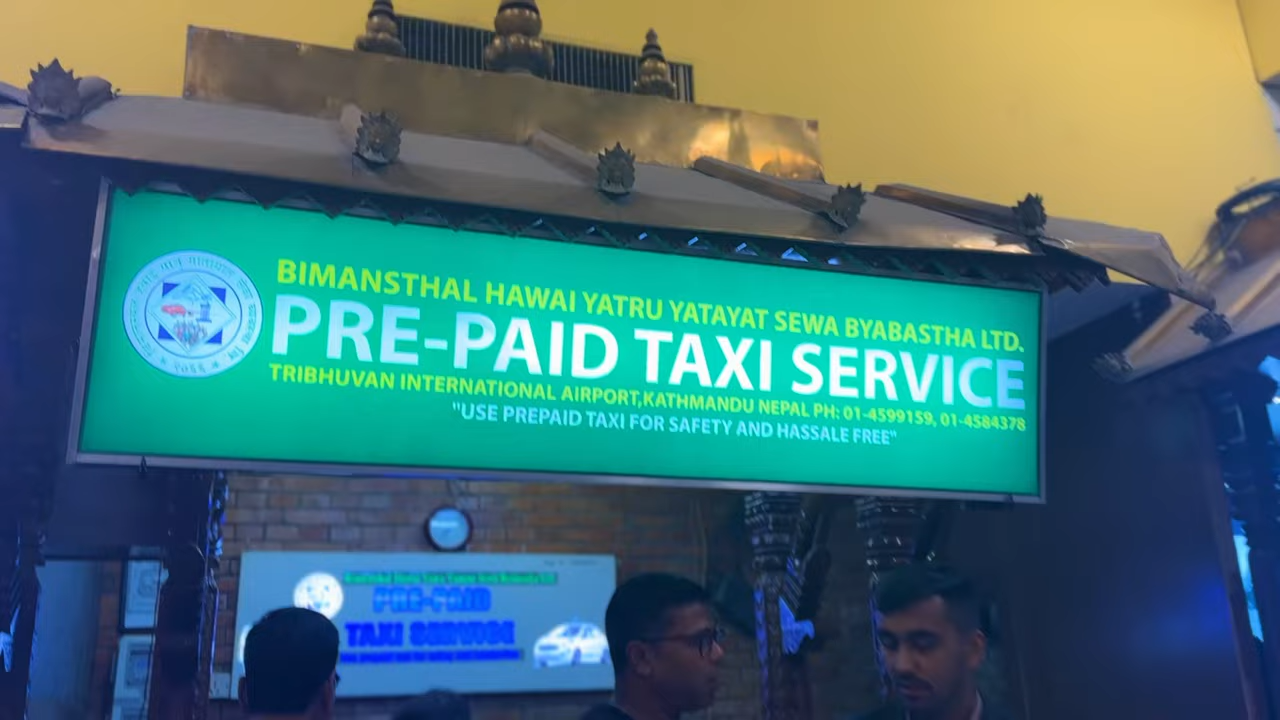 BIMANSTHAL HAWAI YATRU YATAYAT SEWA BYABASTHA LTD.
PRE-PAID TAXI SERVICE
TRIBHUVAN INTERNATIONAL AIRPORT,KATHMANDU NEPAL PH: 01-4599159, 01-4584378
"USE PREPAID TAXI FOR SAFETY AND HASSALE FREE"
PRE-PAID
TAXI SERVICE